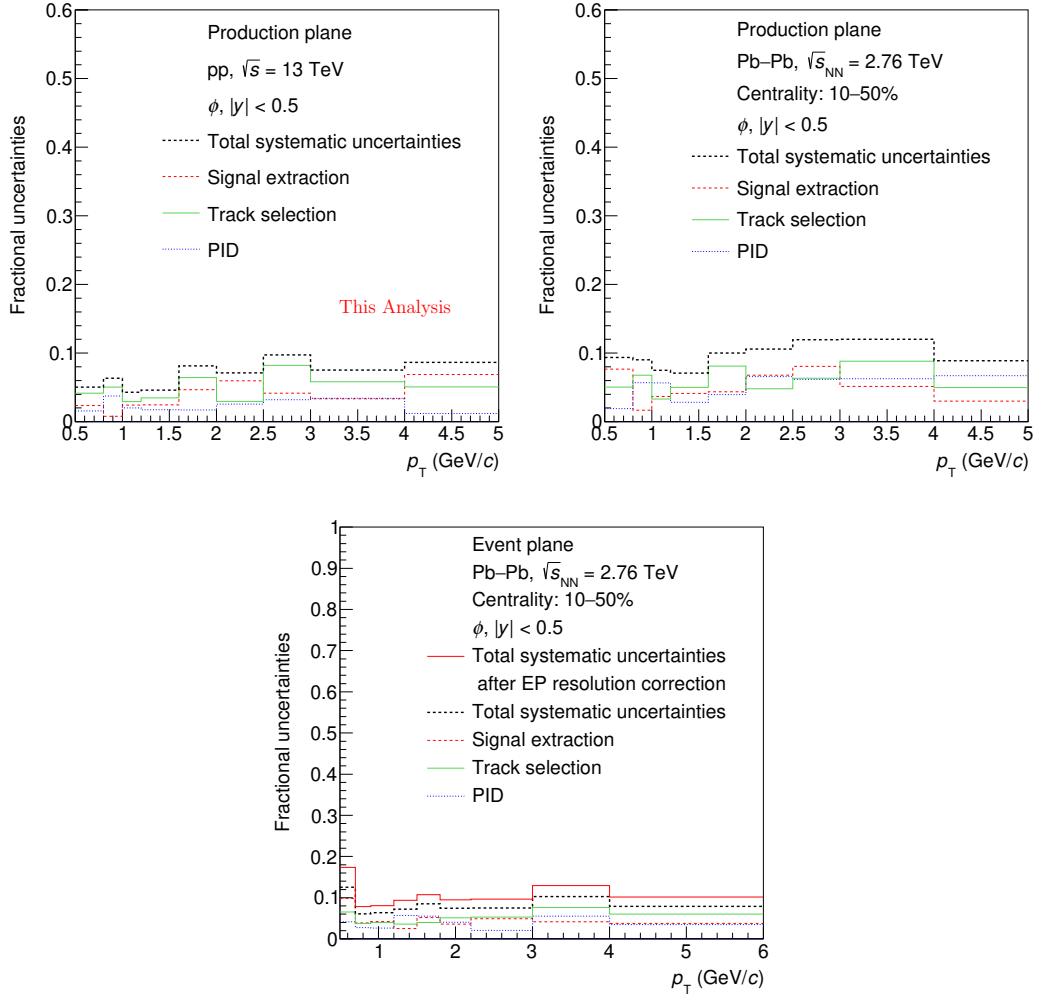 0.6
0.5
0.4
0.3
0.2
0.1
0
Fractional uncertainties
Production plane
pp, √s = 13 TeV
ϕ, |y| < 0.5
Total systematic uncertainties
Signal extraction
Track selection
PID
This Analysis
0.5 1 1.5 2 2.5 3 3.5 4 4.5 5
p_T (GeV/c)
0.6
0.5
0.4
0.3
0.2
0.1
0
Fractional uncertainties
Production plane
Pb–Pb, √s_NN = 2.76 TeV
Centrality: 10–50%
ϕ, |y| < 0.5
Total systematic uncertainties
Signal extraction
Track selection
PID
0.5 1 1.5 2 2.5 3 3.5 4 4.5 5
p_T (GeV/c)
1
0.9
0.8
0.7
0.6
0.5
0.4
0.3
0.2
0.1
0
Fractional uncertainties
Event plane
Pb–Pb, √s_NN = 2.76 TeV
Centrality: 10–50%
ϕ, |y| < 0.5
Total systematic uncertainties
after EP resolution correction
Total systematic uncertainties
Signal extraction
Track selection
PID
1 2 3 4 5 6
p_T (GeV/c)